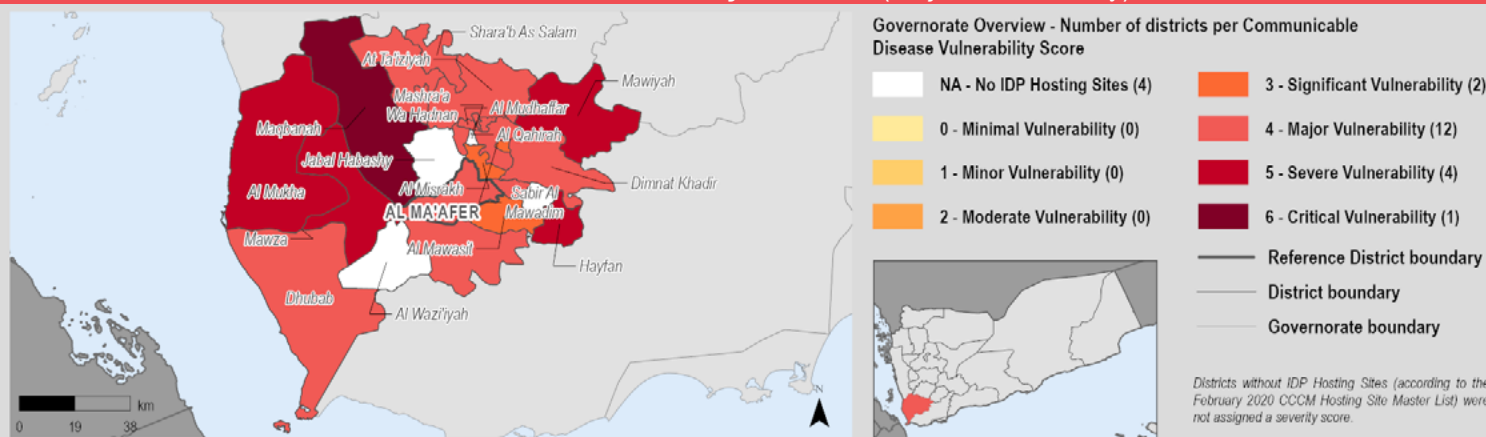 Shara'b As Salam
At Ta'iziyah
Mawiyah
Mashra'a
Wa Hadnan
Al Mudhaffar
Maqbanah
Al Qahirah
Jabal Habashy
Dimnat Khadir
Al Mukha
Al Misrakh
Sabir Al
Mawadim
AL MA'AFER
Mawza
Al Mawasit
Hayfan
Dhubab
Al Wazi'iyah
km
0 19 38
N
Governorate Overview - Number of districts per Communicable
Disease Vulnerability Score
NA - No IDP Hosting Sites (4)
0 - Minimal Vulnerability (0)
1 - Minor Vulnerability (0)
2 - Moderate Vulnerability (0)
3 - Significant Vulnerability (2)
4 - Major Vulnerability (12)
5 - Severe Vulnerability (4)
6 - Critical Vulnerability (1)
Reference District boundary
District boundary
Governorate boundary
Districts without IDP Hosting Sites (according to the
February 2020 CCCM Hosting Site Master List) were
not assigned a severity score.